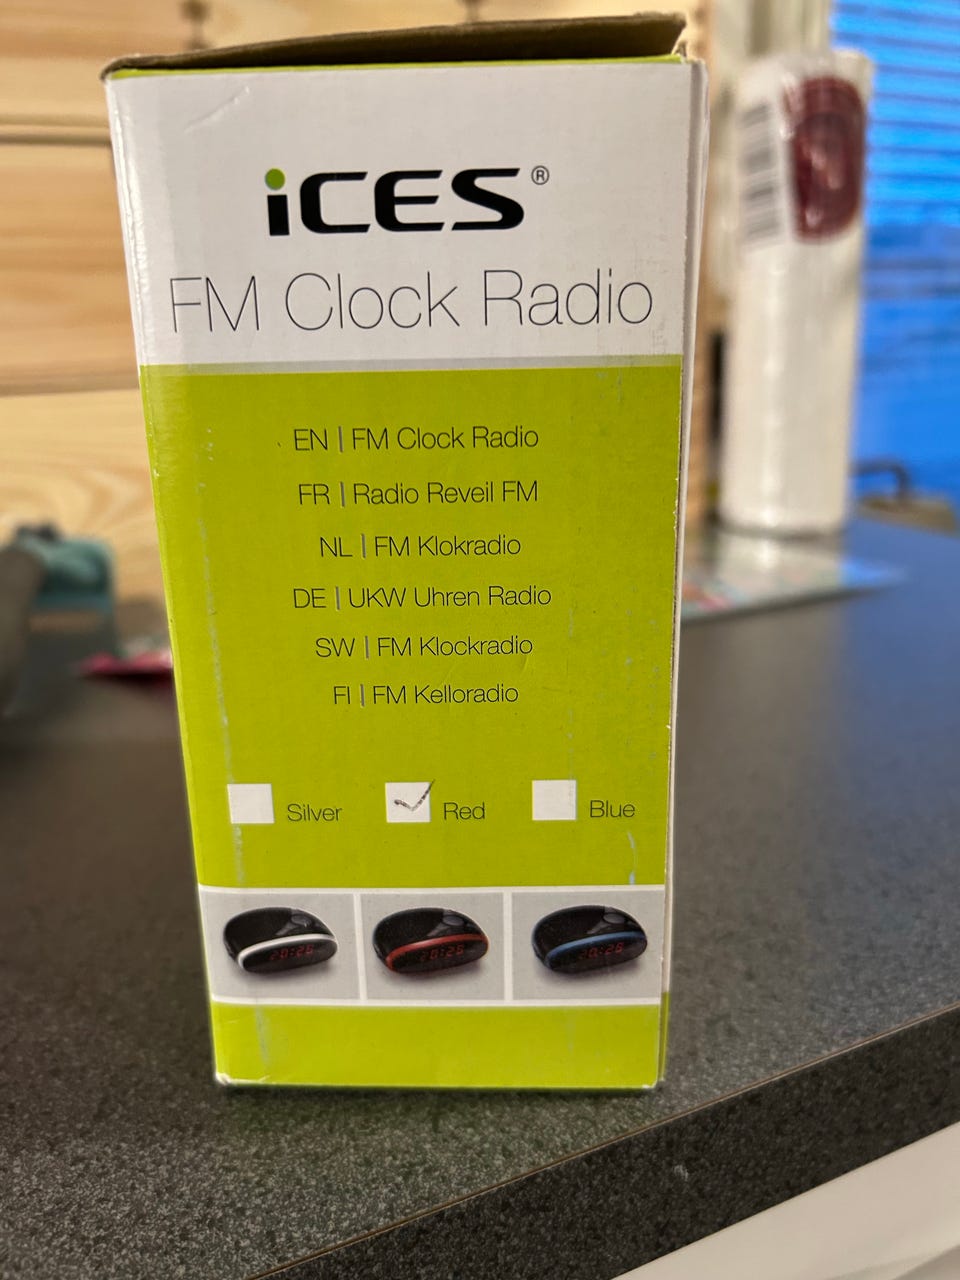 iCES®
FM Clock Radio
EN | FM Clock Radio
FR | Radio Reveil FM
NL | FM Klokradio
DE | UKW Uhren Radio
SW | FM Klockradio
FI | FM Kelloradio
Silver Red Blue